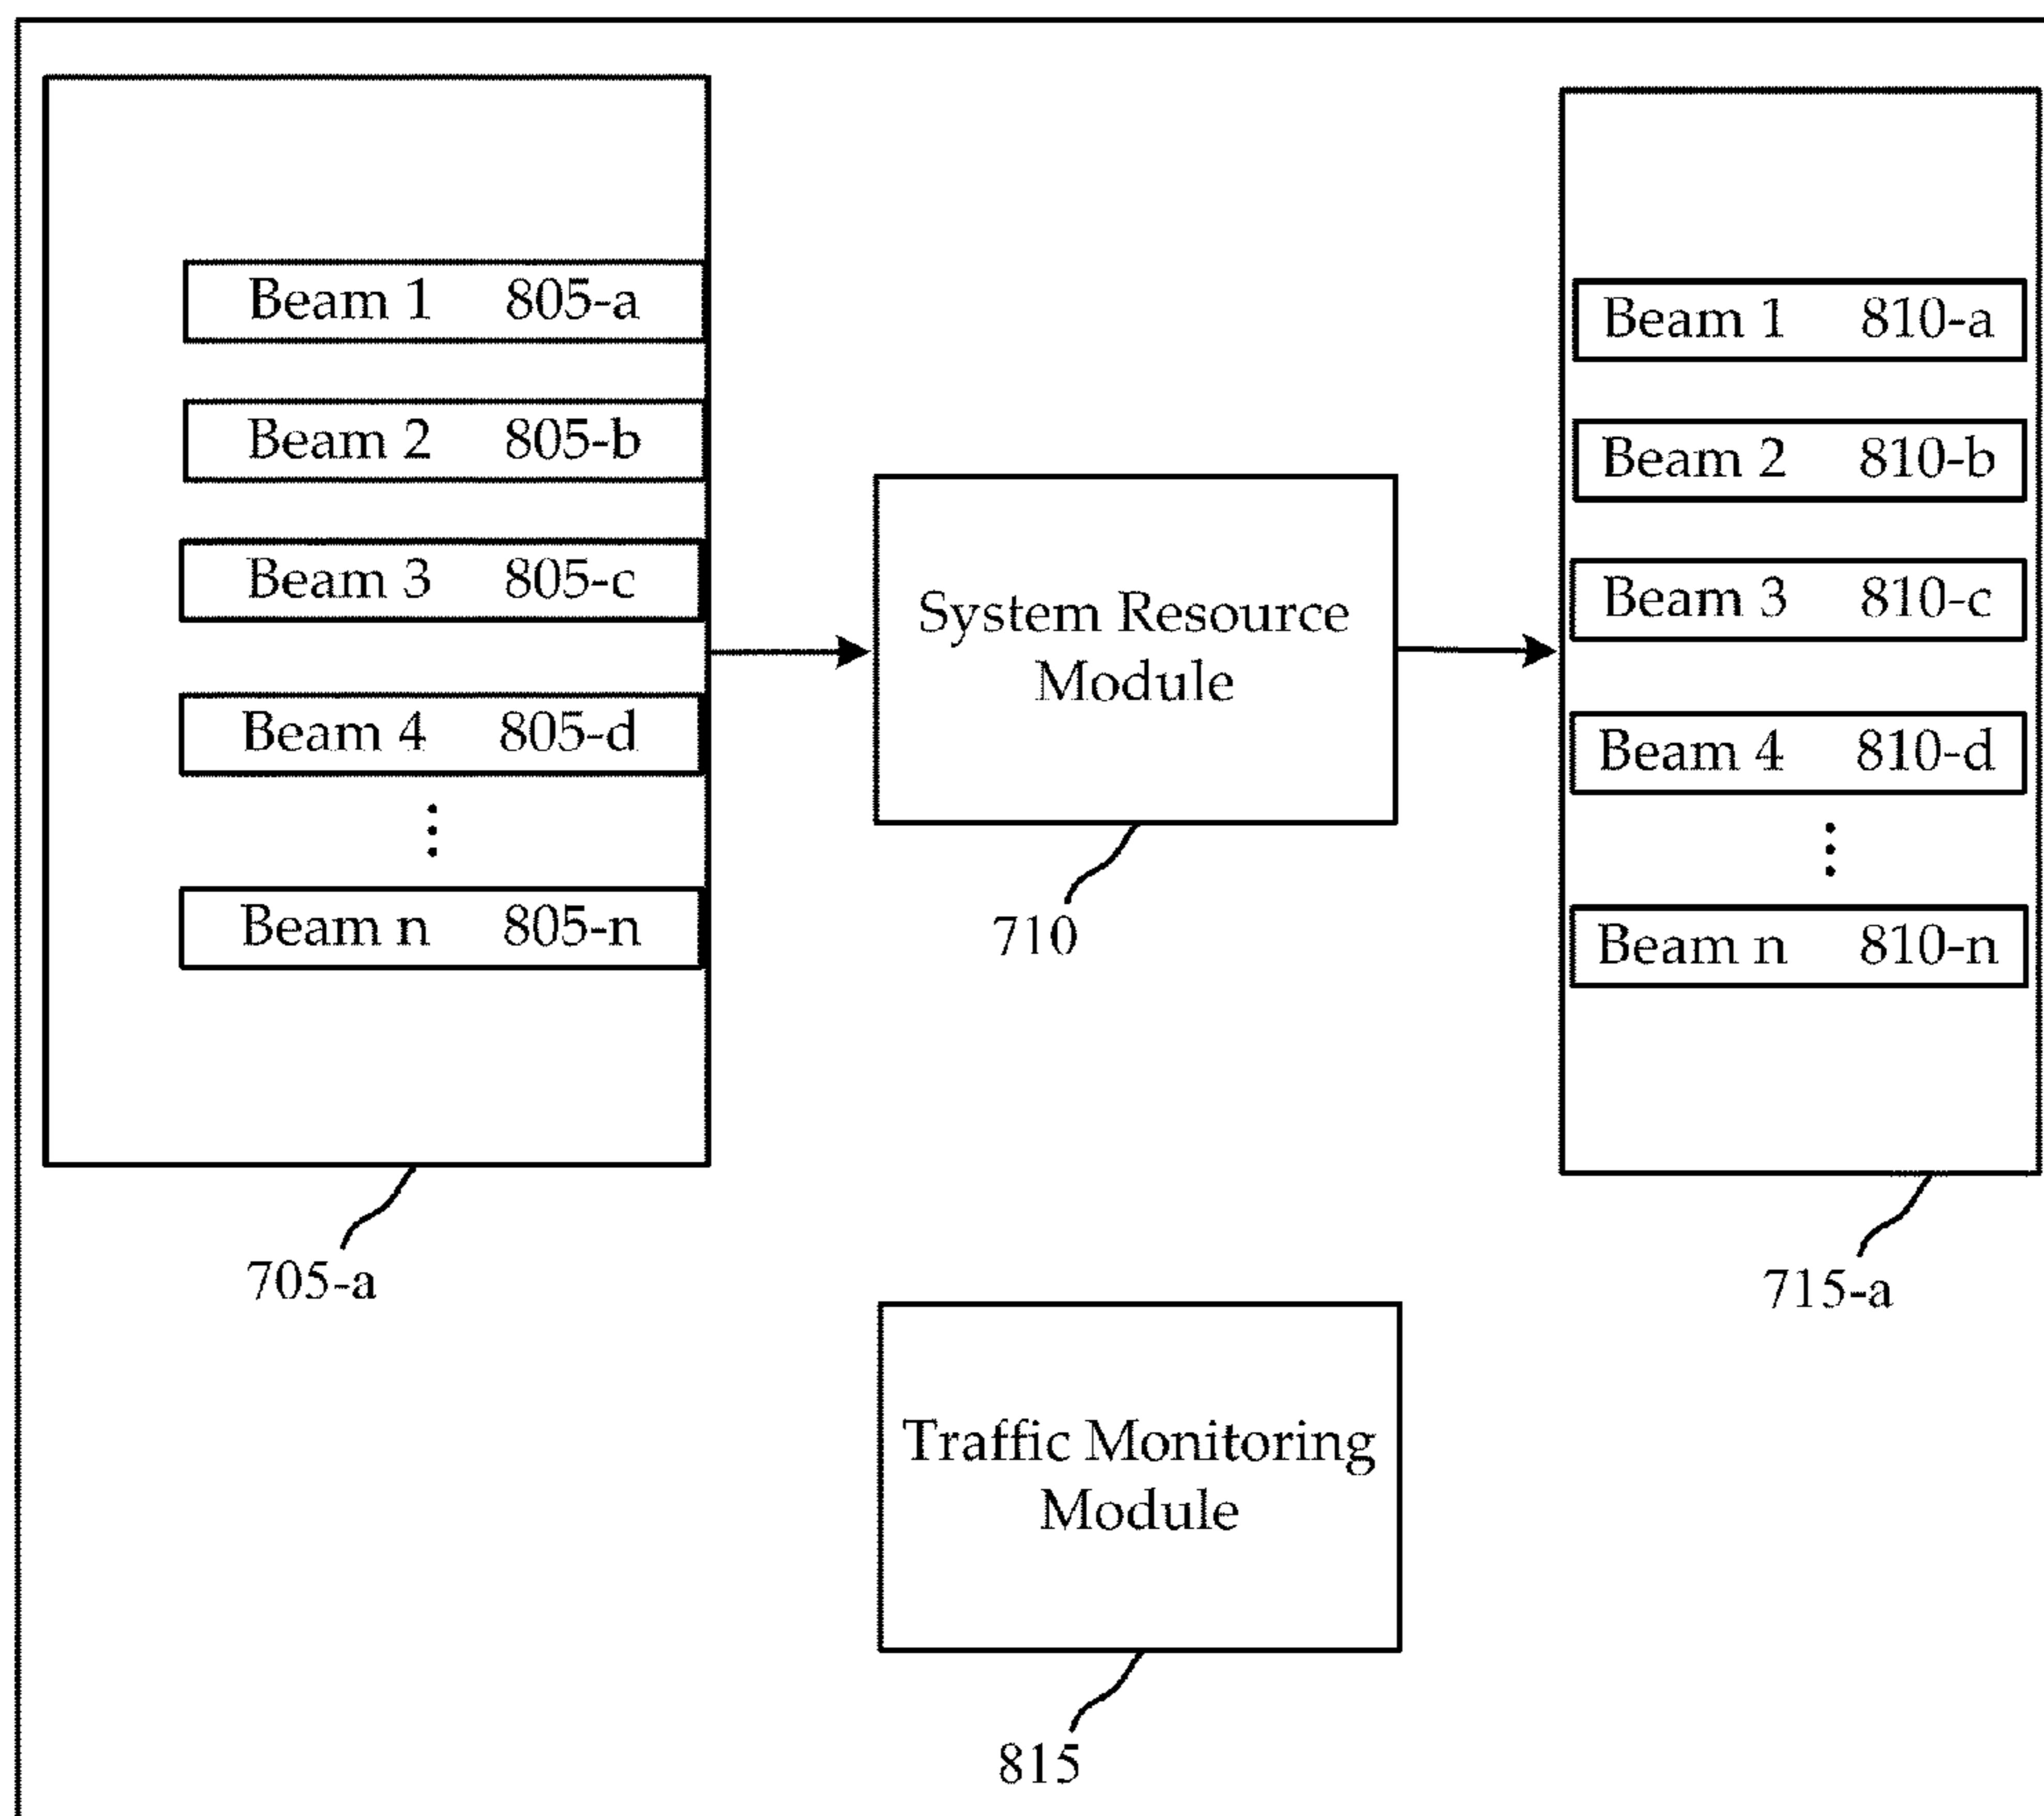 Beam 1 805-a
Beam 2 805-b
Beam 3 805-c
Beam 4 805-d
Beam n 805-n
705-a
System Resource
Module
710
Beam 1 810-a
Beam 2 810-b
Beam 3 810-c
Beam 4 810-d
Beam n 810-n
715-a
Traffic Monitoring
Module
815